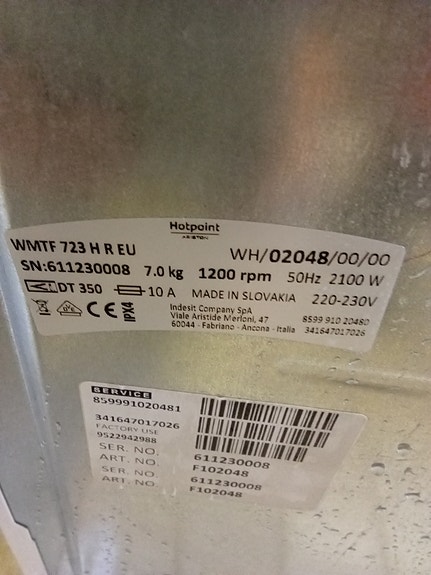 Hotpoint
ARISTON
WMTF 723 H R EU
WH/02048/00/00
SN:611230008 7.0 kg 1200 rpm 50Hz 2100 W
DT 350 10 A MADE IN SLOVAKIA 220-230V
CE IPX4
Indesit Company SpA
Viale Aristide Merloni, 47
60044 - Fabriano - Ancona - Italia
8599 910 20480
341647017026
SERVICE
859991020481
341647017026
FACTORY USE
9522942988
SER. NO. 611230008
ART. NO. F102048
SER. NO. 611230008
ART. NO. F102048